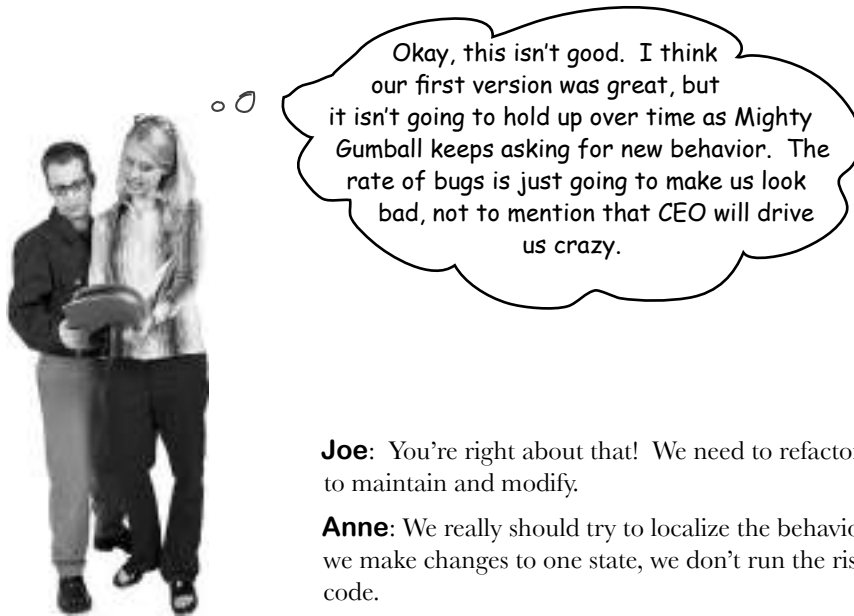 Okay, this isn't good. I think
our first version was great, but
it isn't going to hold up over time as Mighty
Gumball keeps asking for new behavior. The
rate of bugs is just going to make us look
bad, not to mention that CEO will drive
us crazy.
Joe: You're right about that! We need to refactor
to maintain and modify.
Anne: We really should try to localize the
we make changes to one state, we don't run the
code.